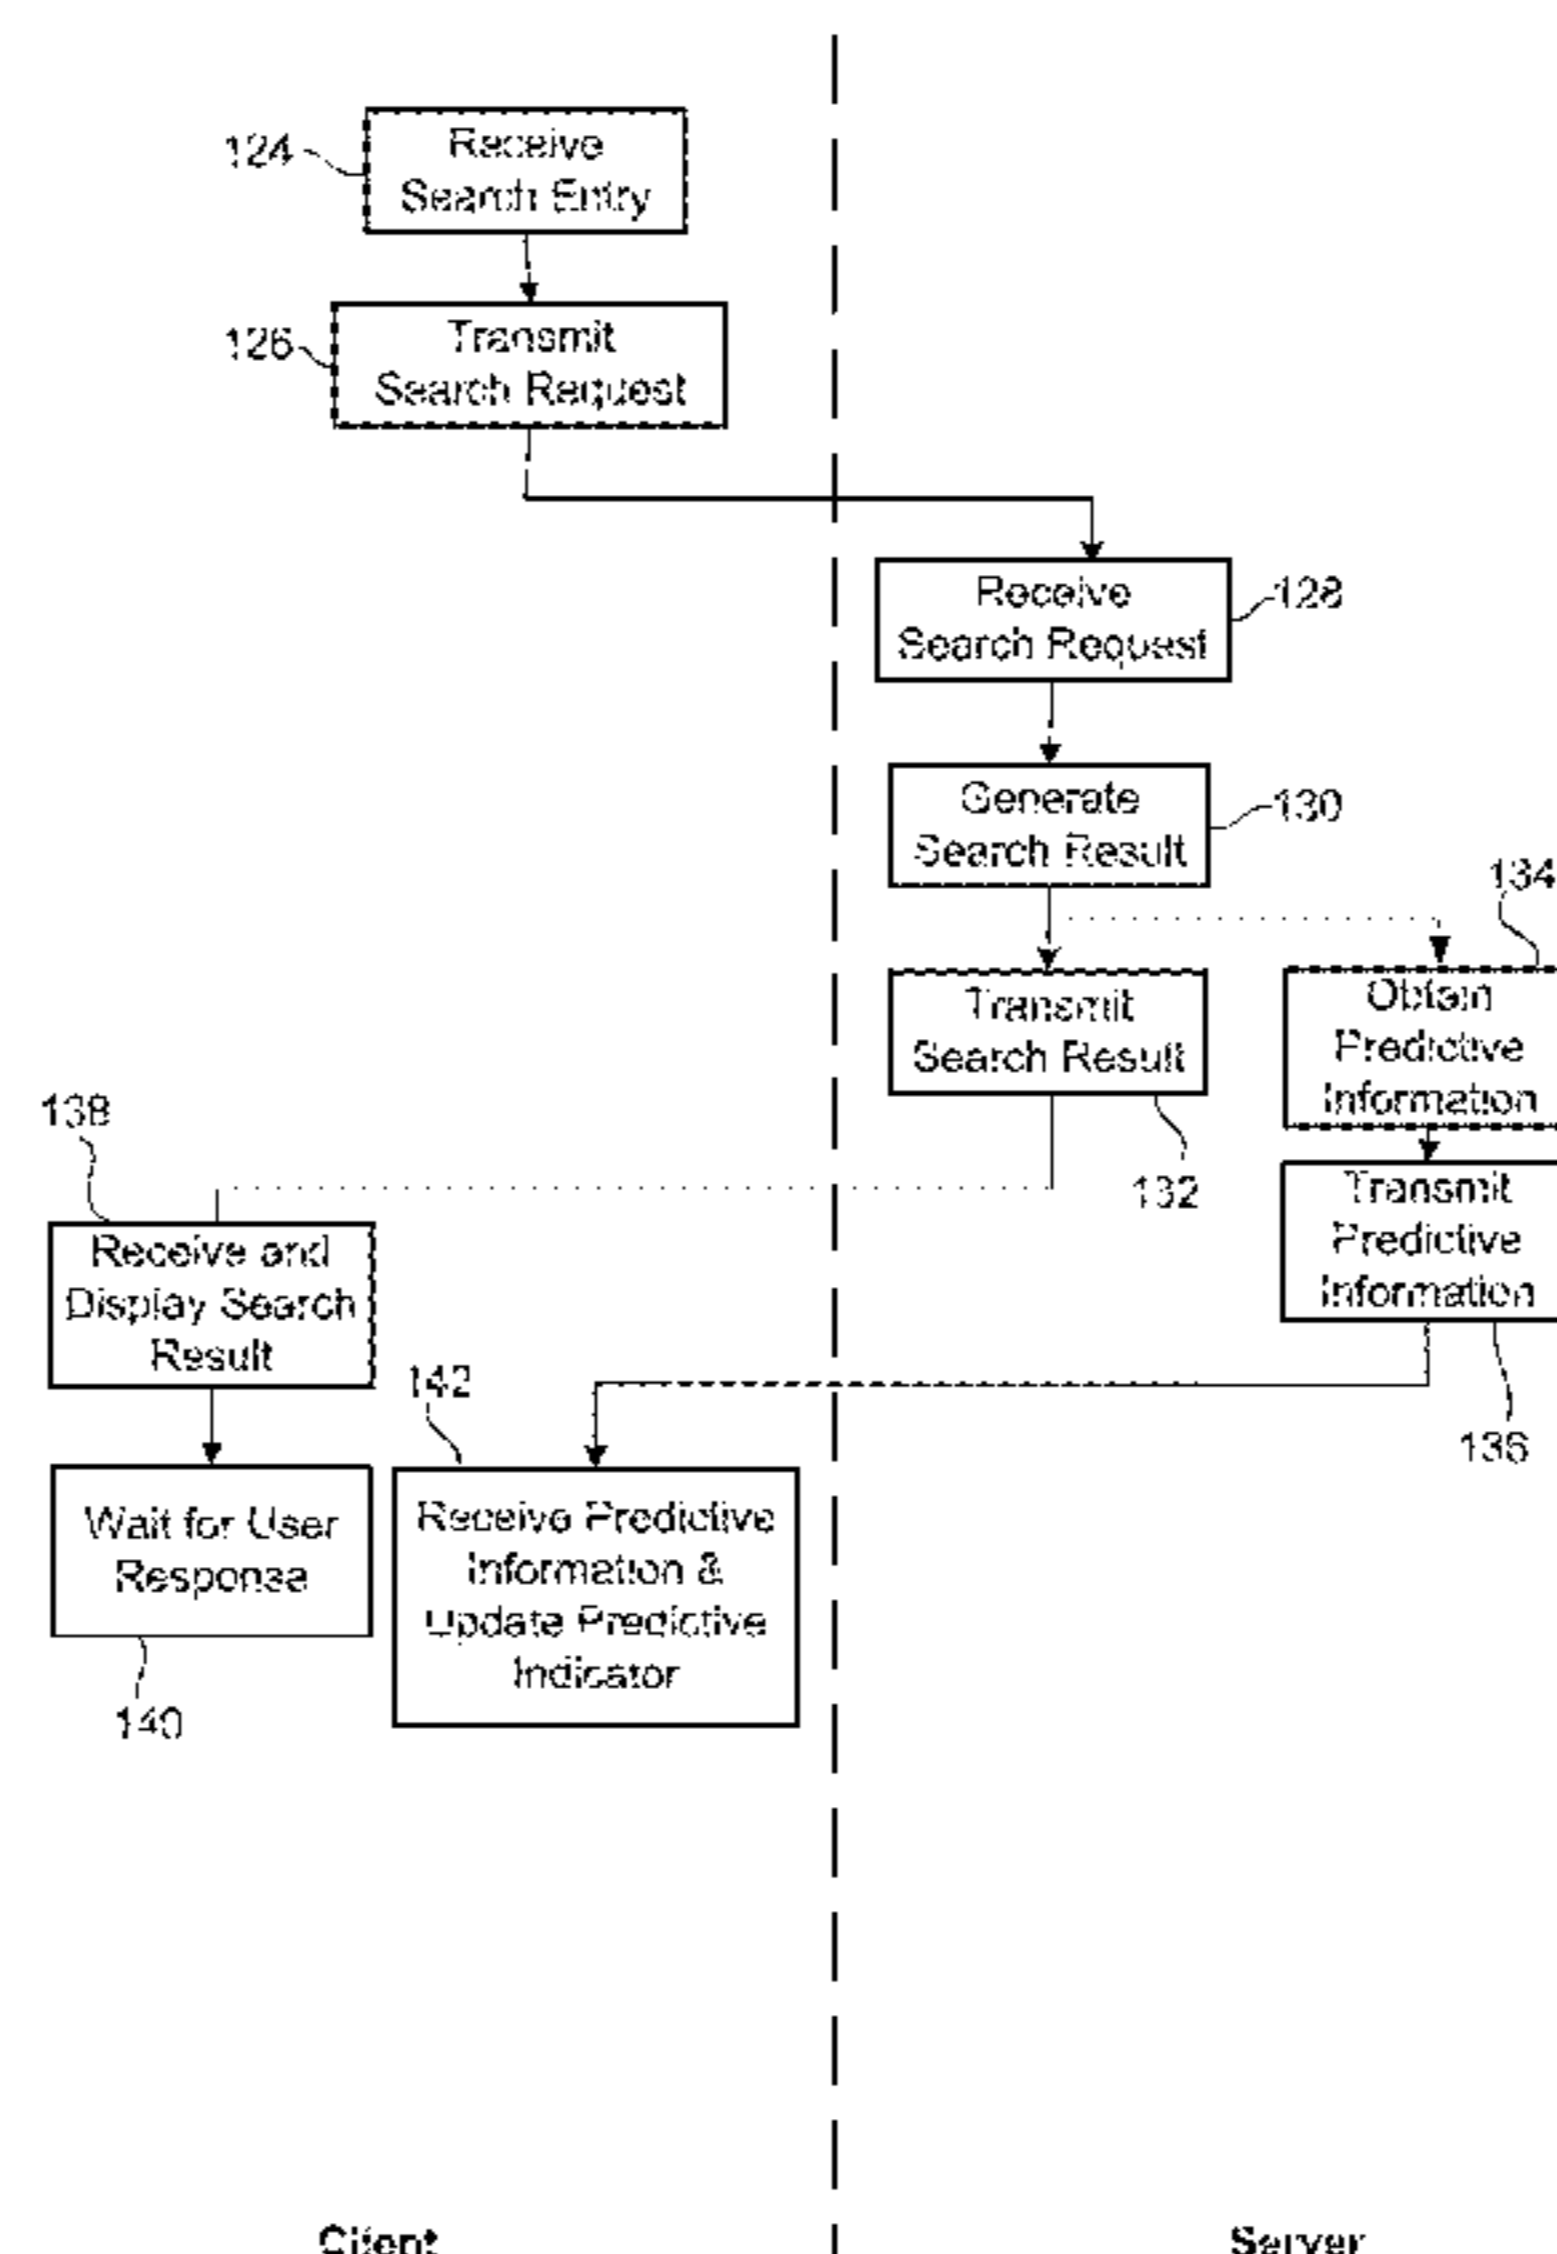 124
Receive
Search Entry
126
Transmit
Search Request
Receive
Search Request
128
Generate
Search Result
130
134
Transmit
Search Result
Obtain
Predictive
Information
138
132
Transmit
Predictive
Information
Receive and
Display Search
Result
142
136
Wait for User
Response
Receive Predictive
Information &
Update Predictive
Indicator
140
Client
Server